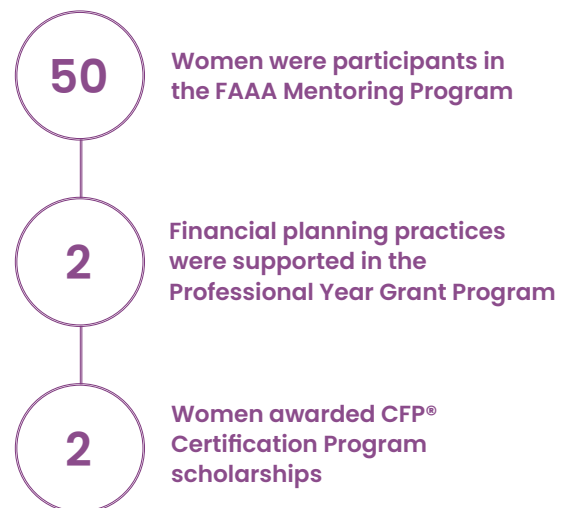 50
Women were participants in
the FAAA Mentoring Program
2
Financial planning practices
were supported in the
Professional Year Grant Program
2
Women awarded CFP®
Certification Program
scholarships